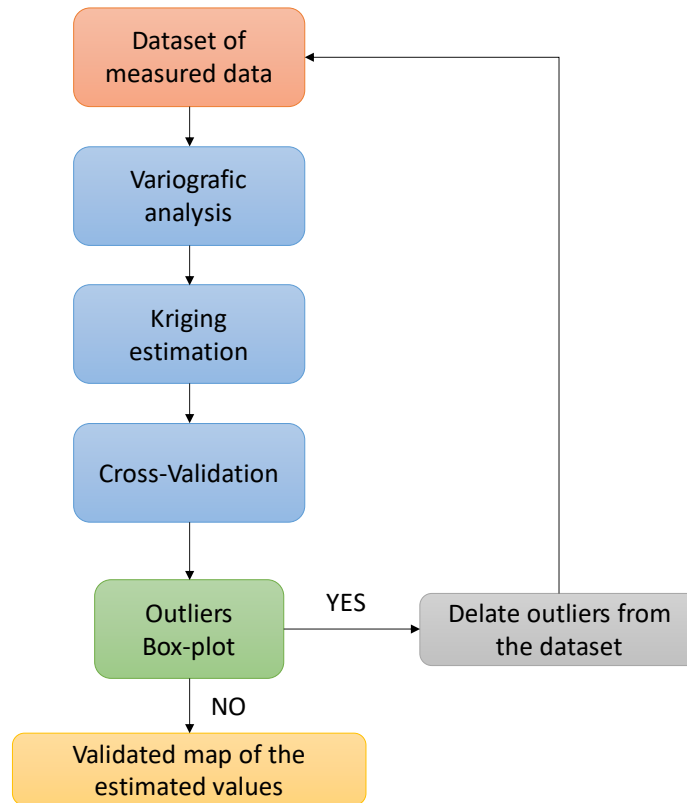 Dataset of
measured data
Variografic
analysis
Kriging
estimation
Cross-Validation
Outliers
Box-plot
YES
Delate outliers from
the dataset
NO
Validated map of the
estimated values